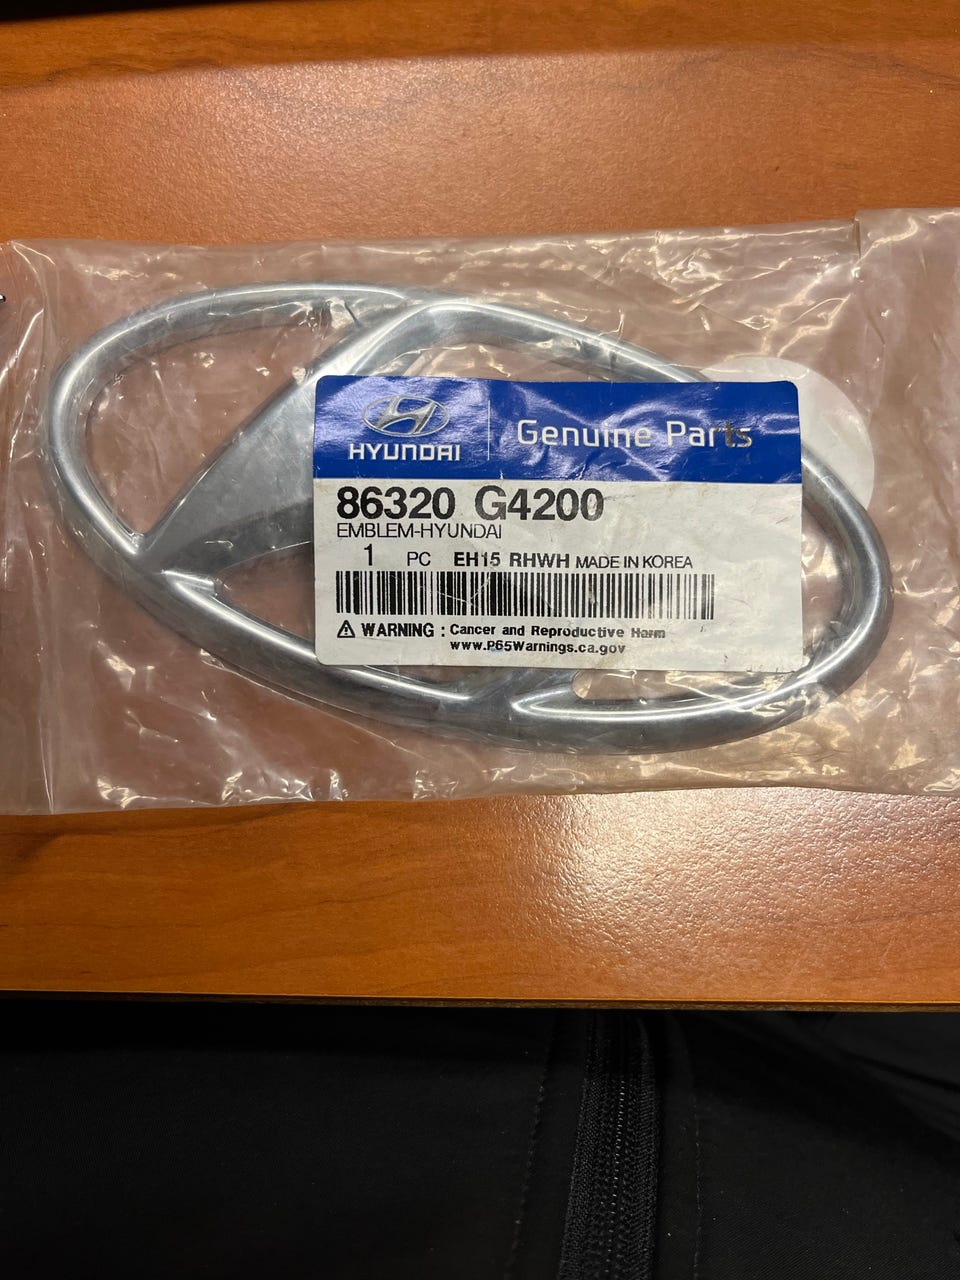 HYUNDAI
Genuine Parts
86320 G4200
EMBLEM-HYUNDAI
1 PC EH15 RHWH MADE IN KOREA
WARNING : Cancer and Reproductive Harm
www.P65Warnings.ca.gov